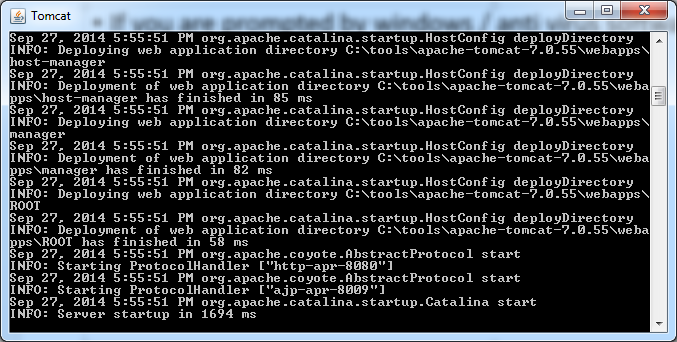 • If you are prompted by windows / anti vi
Tomcat
Sep 27, 2014 5:55:51 PM org.apache.catalina.startup.HostConfig deployDirectory
INFO: Deploying web application directory C:\tools\apache-tomcat-7.0.55\webapps\
host-manager
Sep 27, 2014 5:55:51 PM org.apache.catalina.startup.HostConfig deployDirectory
INFO: Deployment of web application directory C:\tools\apache-tomcat-7.0.55\weba
pps\host-manager has finished in 85 ms
Sep 27, 2014 5:55:51 PM org.apache.catalina.startup.HostConfig deployDirectory
INFO: Deploying web application directory C:\tools\apache-tomcat-7.0.55\webapps\
manager
Sep 27, 2014 5:55:51 PM org.apache.catalina.startup.HostConfig deployDirectory
INFO: Deployment of web application directory C:\tools\apache-tomcat-7.0.55\weba
pps\manager has finished in 82 ms
Sep 27, 2014 5:55:51 PM org.apache.catalina.startup.HostConfig deployDirectory
INFO: Deploying web application directory C:\tools\apache-tomcat-7.0.55\webapps\
ROOT
Sep 27, 2014 5:55:51 PM org.apache.catalina.startup.HostConfig deployDirectory
INFO: Deployment of web application directory C:\tools\apache-tomcat-7.0.55\weba
pps\ROOT has finished in 58 ms
Sep 27, 2014 5:55:51 PM org.apache.coyote.AbstractProtocol start
INFO: Starting ProtocolHandler ["http-apr-8080"]
Sep 27, 2014 5:55:51 PM org.apache.coyote.AbstractProtocol start
INFO: Starting ProtocolHandler ["ajp-apr-8009"]
Sep 27, 2014 5:55:51 PM org.apache.catalina.startup.Catalina start
INFO: Server startup in 1694 ms